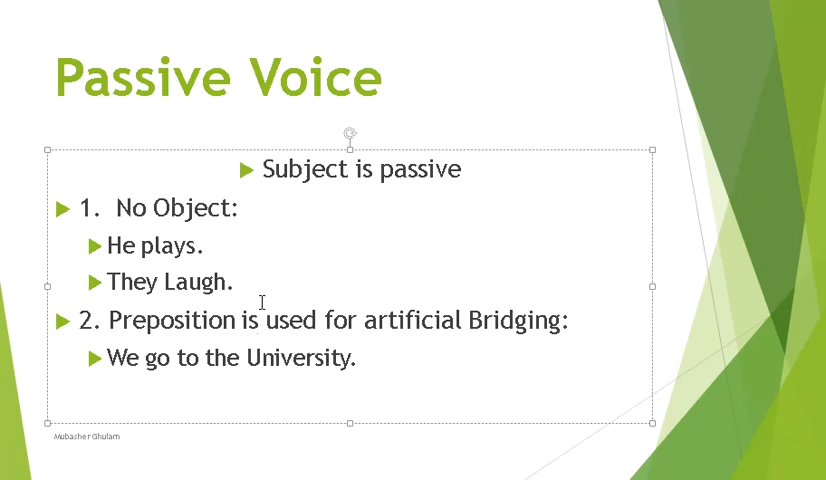 Passive Voice
Subject is passive
1. No Object:
He plays.
They Laugh.
2. Preposition is used for artificial Bridging:
We go to the University.
Mubasher Ghulam